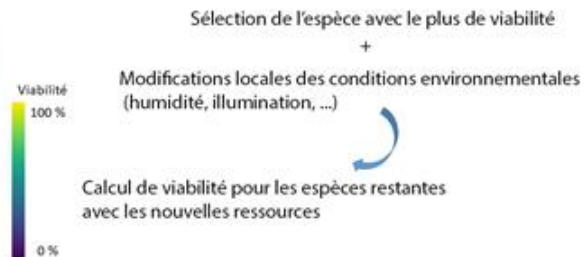 Sélection de l'espèce avec le plus de viabilité
+
Modifications locales des conditions environnementales
(humidité, illumination, ...)
Viabilité
100 %
Calcul de viabilité pour les espèces restantes
avec les nouvelles ressources
0 %